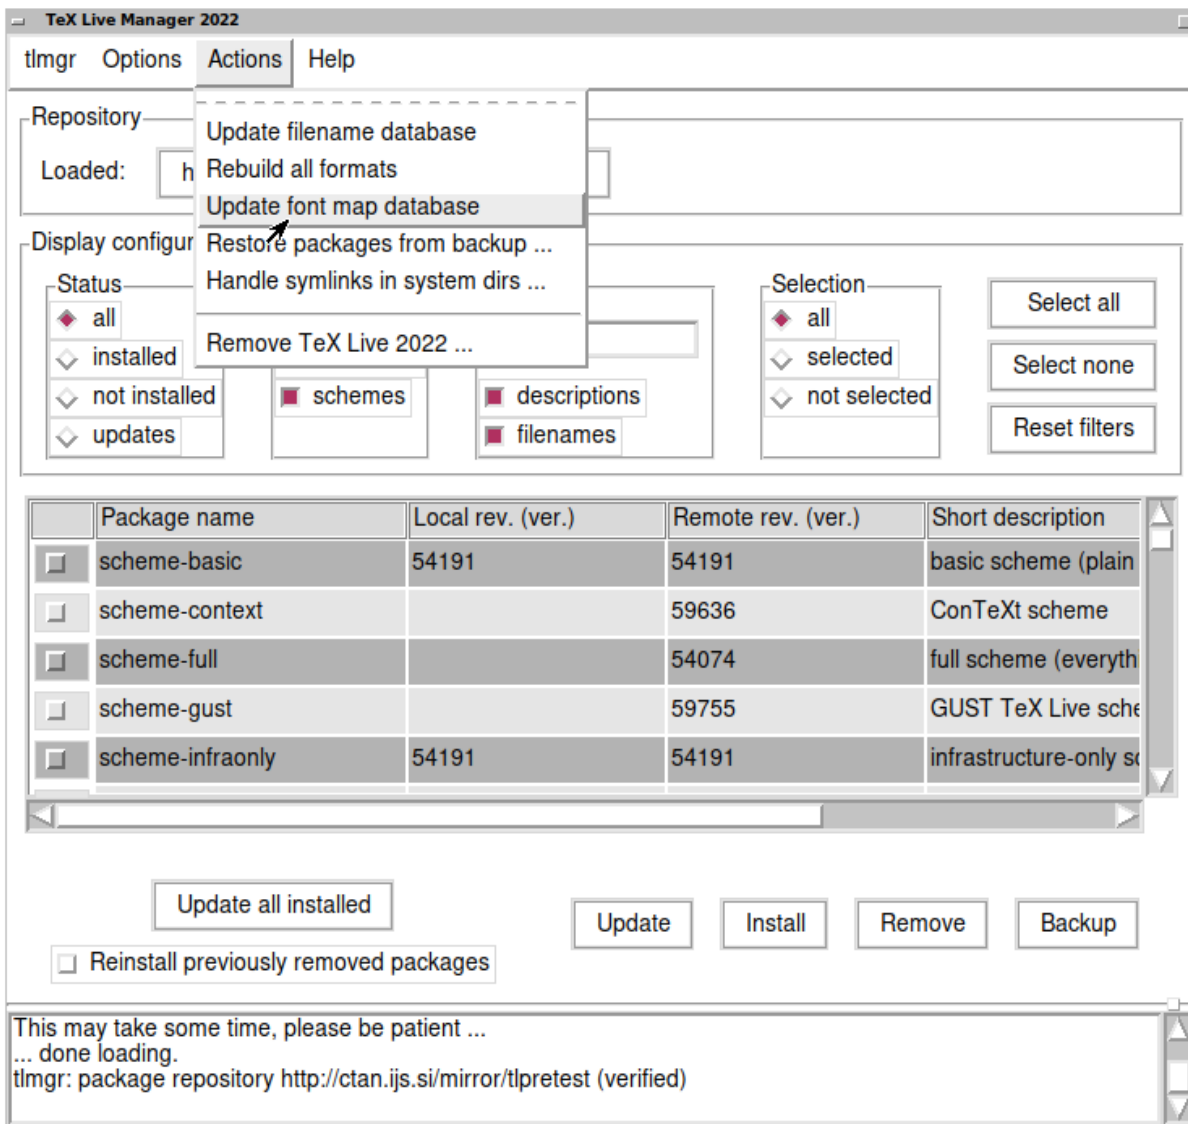 TeX Live Manager 2022
tlmgr Options Actions Help
Repository
Loaded: h
Update filename database
Rebuild all formats
Update font map database
Restore packages from backup ...
Handle symlinks in system dirs ...
Remove TeX Live 2022 ...
Display configur
Status
all
installed
not installed
updates
schemes
descriptions
filenames
Selection
all
selected
not selected
Select all
Select none
Reset filters
Package name Local rev. (ver.) Remote rev. (ver.) Short description
scheme-basic 54191 54191 basic scheme (plain
scheme-context 59636 ConTeXt scheme
scheme-full 54074 full scheme (everyth
scheme-gust 59755 GUST TeX Live sche
scheme-infraonly 54191 54191 infrastructure-only sc
Update all installed
Reinstall previously removed packages
Update Install Remove Backup
This may take some time, please be patient ...
... done loading.
tlmgr: package repository http://ctan.ijs.si/mirror/tlpretest (verified)